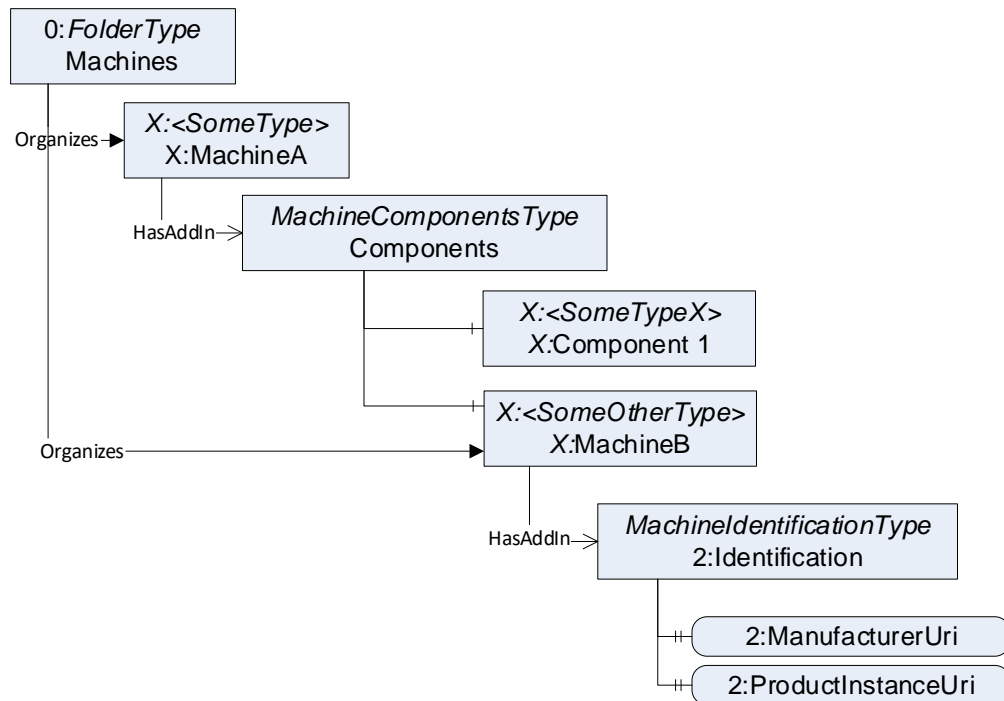 0:FolderType
Machines
Organizes
X:<SomeType>
X:MachineA
HasAddIn
MachineComponentsType
Components
X:<SomeTypeX>
X:Component 1
X:<SomeOtherType>
X:MachineB
Organizes
HasAddIn
MachineIdentificationType
2:Identification
2:ManufacturerUri
2:ProductInstanceUri